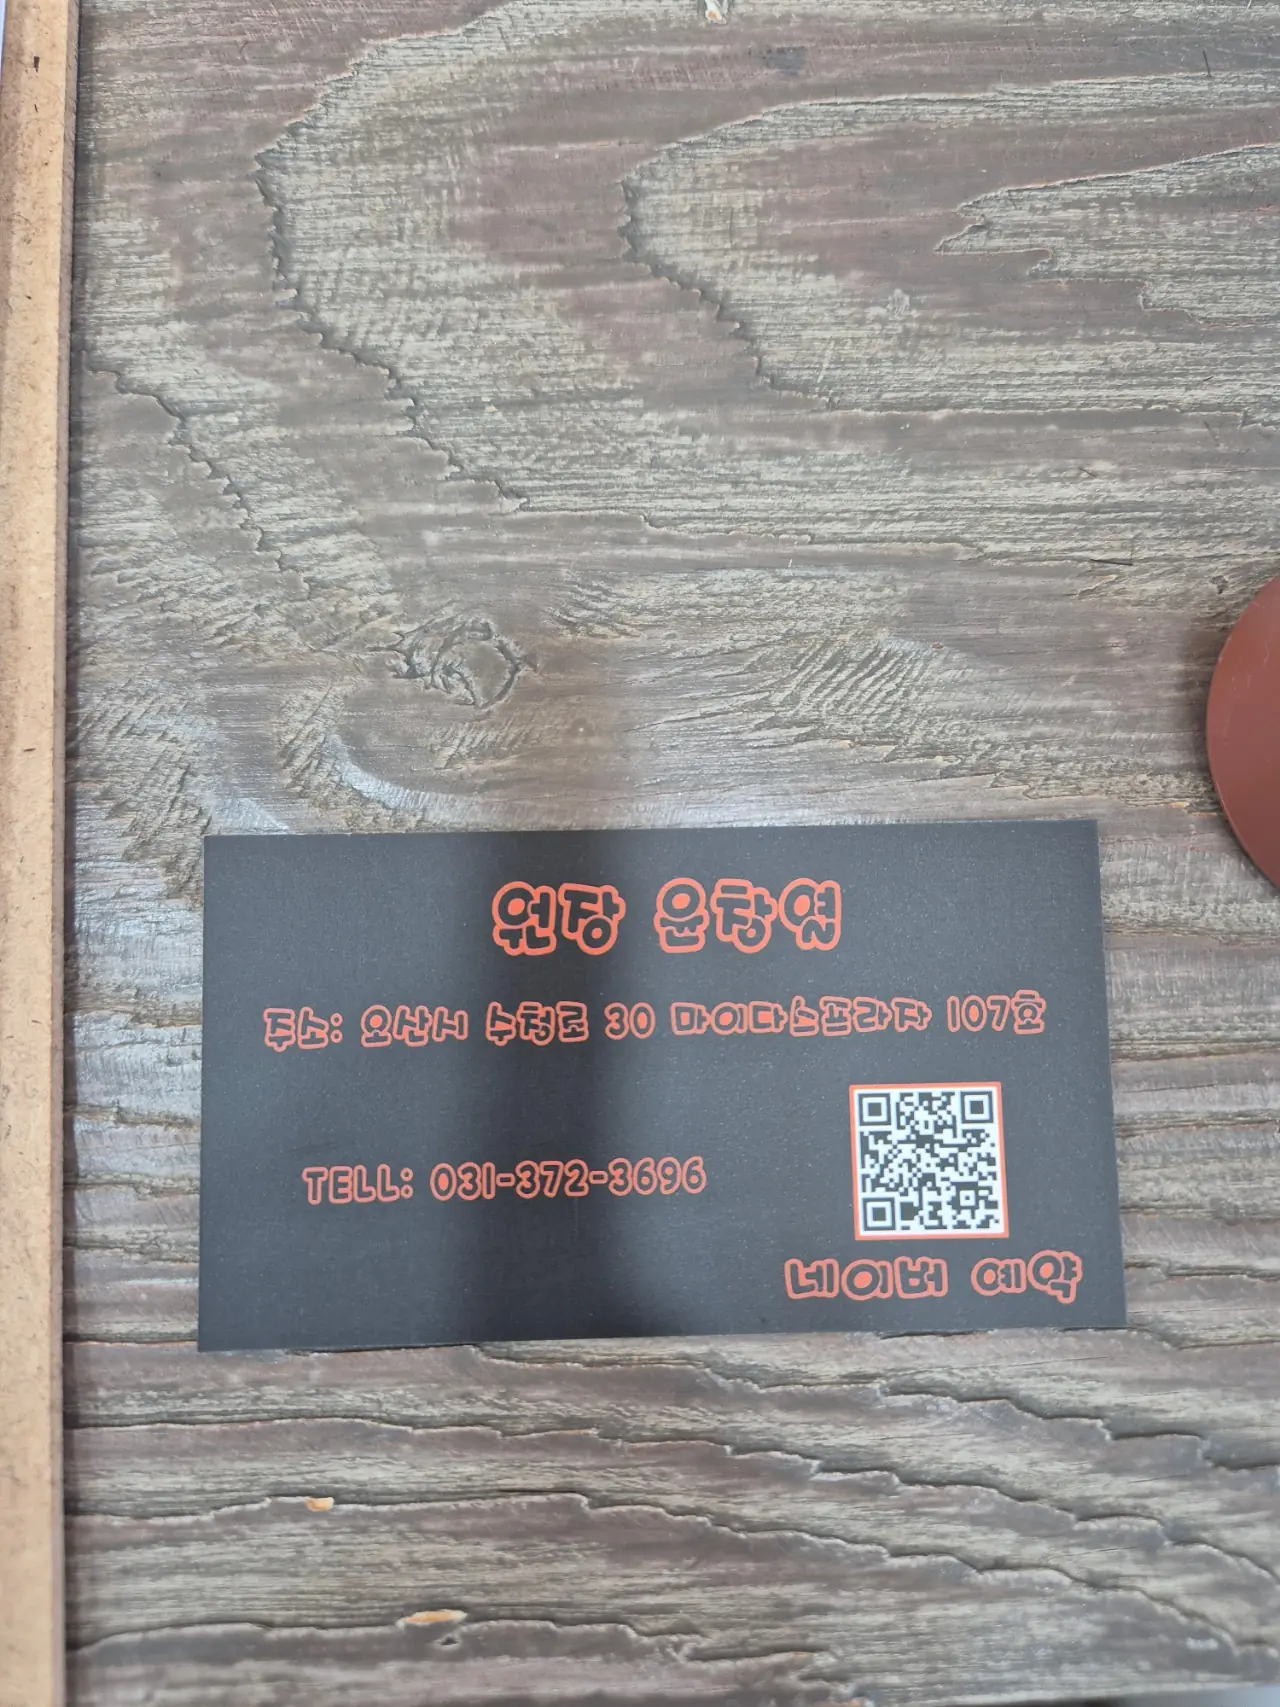 원장 윤창열
주소: 오산시 수청로 30 마이다스프라자 107호
TELL: 031-372-3696
네이버 예약